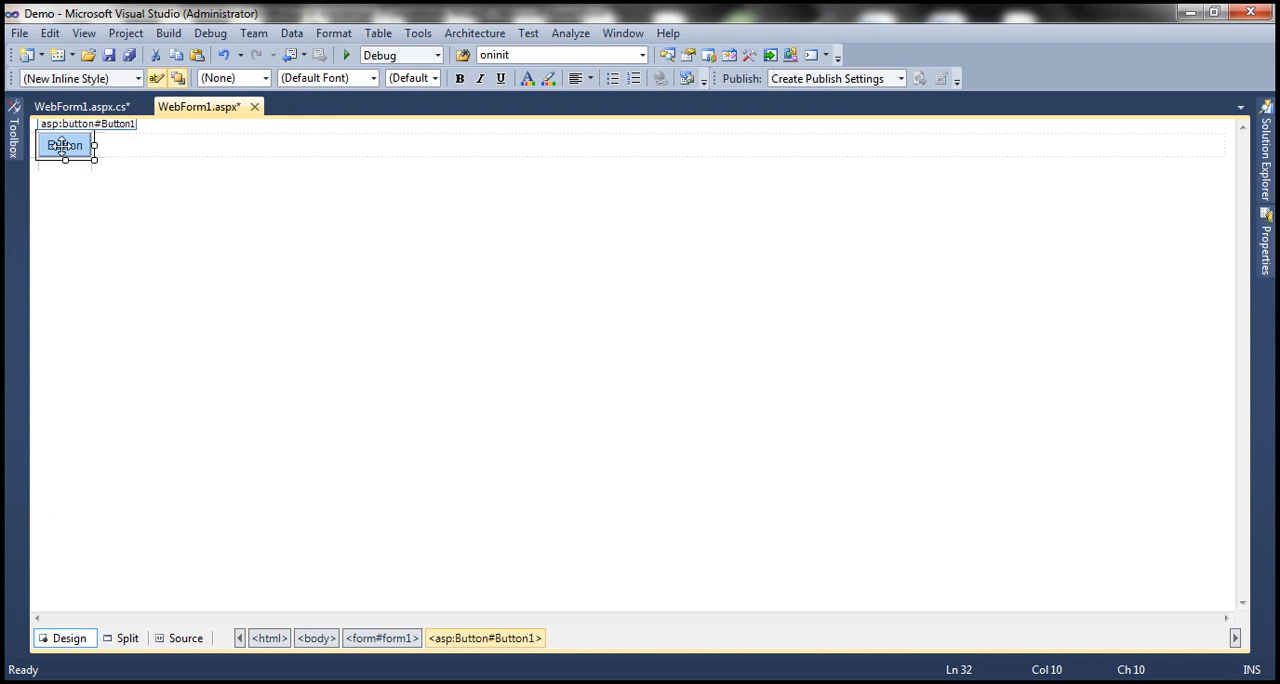 Demo - Microsoft Visual Studio (Administrator)
File Edit View Project Build Debug Team Data Format Table Tools Architecture Test Analyze Window Help
Debug oninit
(New Inline Style) ab/ (None) (Default Font) (Default B I U A Publish: Create Publish Settings
WebForm1.aspx.cs* WebForm1.aspx*
Toolbox
asp:button#Button1
Button
Solution Explorer
Properties
Design Split Source <html> <body> <form#form1> <asp:Button#Button1>
Ready Ln 32 Col 10 Ch 10 INS